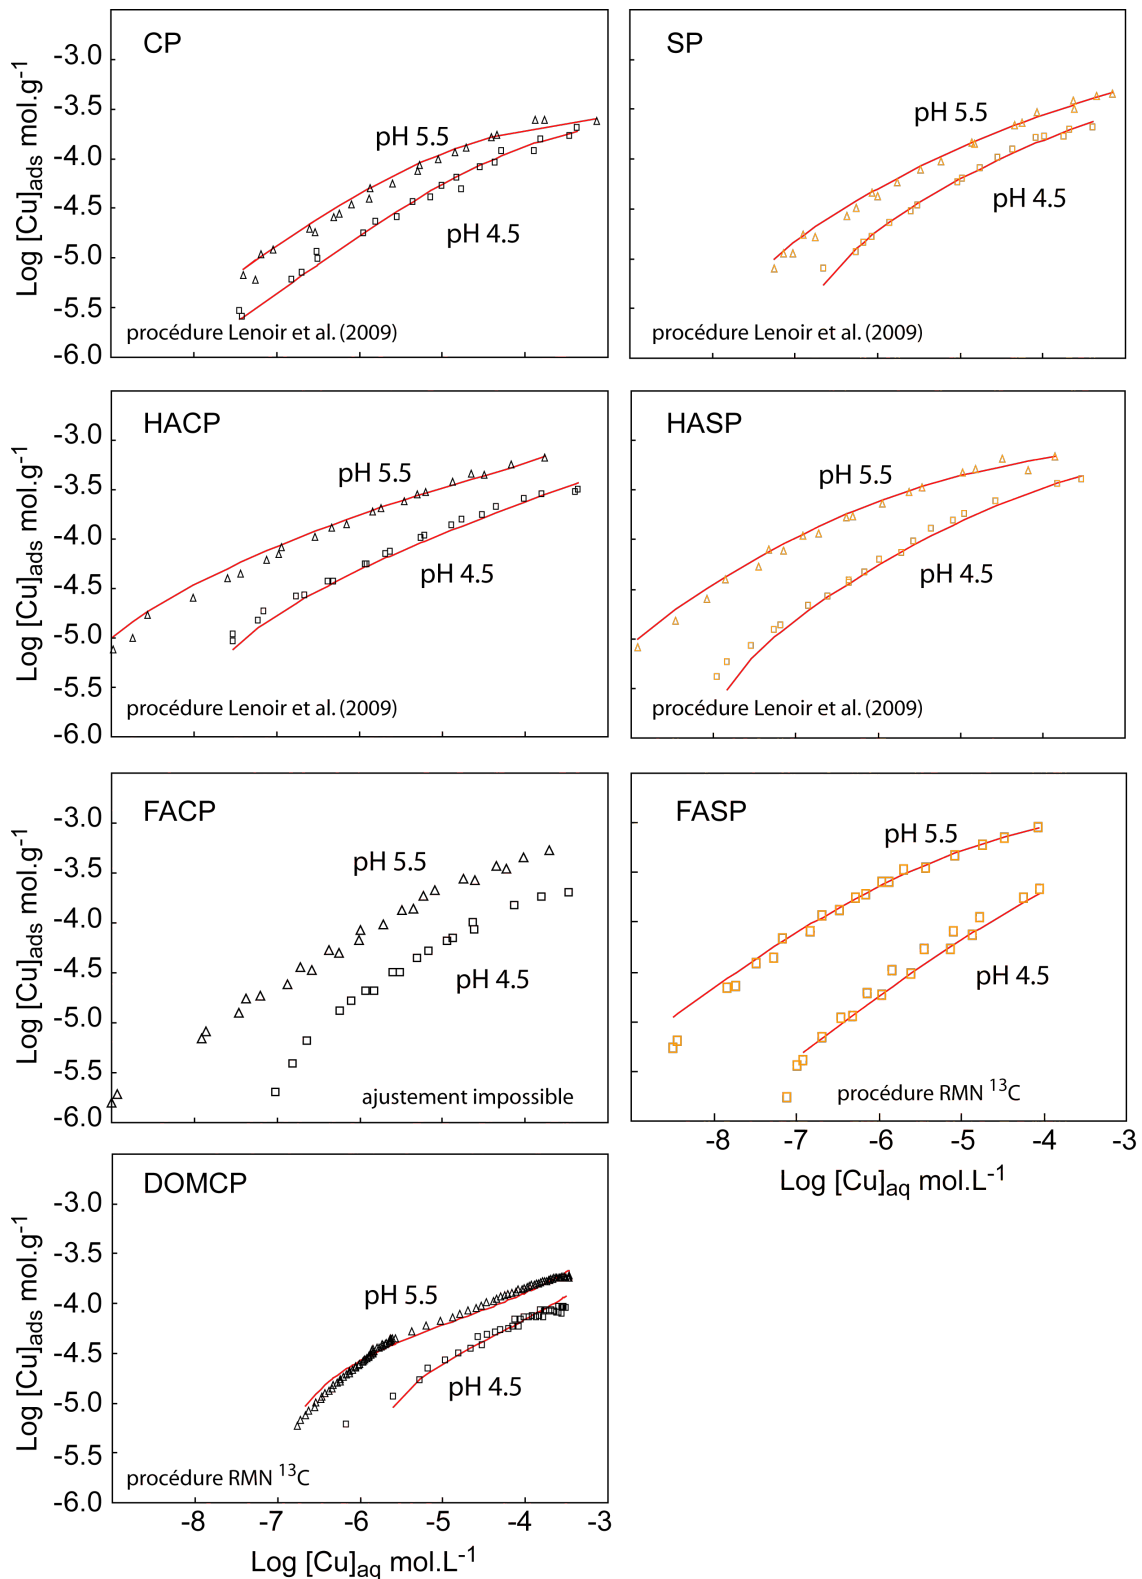 CP
-3.0
-3.5
-4.0
-4.5
-5.0
-5.5
-6.0
Log [Cu]ads mol.g-1
pH 5.5
pH 4.5
procédure Lenoir et al. (2009)
SP
pH 5.5
pH 4.5
procédure Lenoir et al. (2009)
HACP
-3.0
-3.5
-4.0
-4.5
-5.0
-5.5
-6.0
Log [Cu]ads mol.g-1
pH 5.5
pH 4.5
procédure Lenoir et al. (2009)
HASP
pH 5.5
pH 4.5
procédure Lenoir et al. (2009)
FACP
-3.0
-3.5
-4.0
-4.5
-5.0
-5.5
-6.0
Log [Cu]ads mol.g-1
pH 5.5
pH 4.5
ajustement impossible
FASP
pH 5.5
pH 4.5
procédure RMN 13C
-8 -7 -6 -5 -4 -3
Log [Cu]aq mol.L-1
DOMCP
-3.0
-3.5
-4.0
-4.5
-5.0
-5.5
-6.0
Log [Cu]ads mol.g-1
pH 5.5
pH 4.5
procédure RMN 13C
-8 -7 -6 -5 -4 -3
Log [Cu]aq mol.L-1